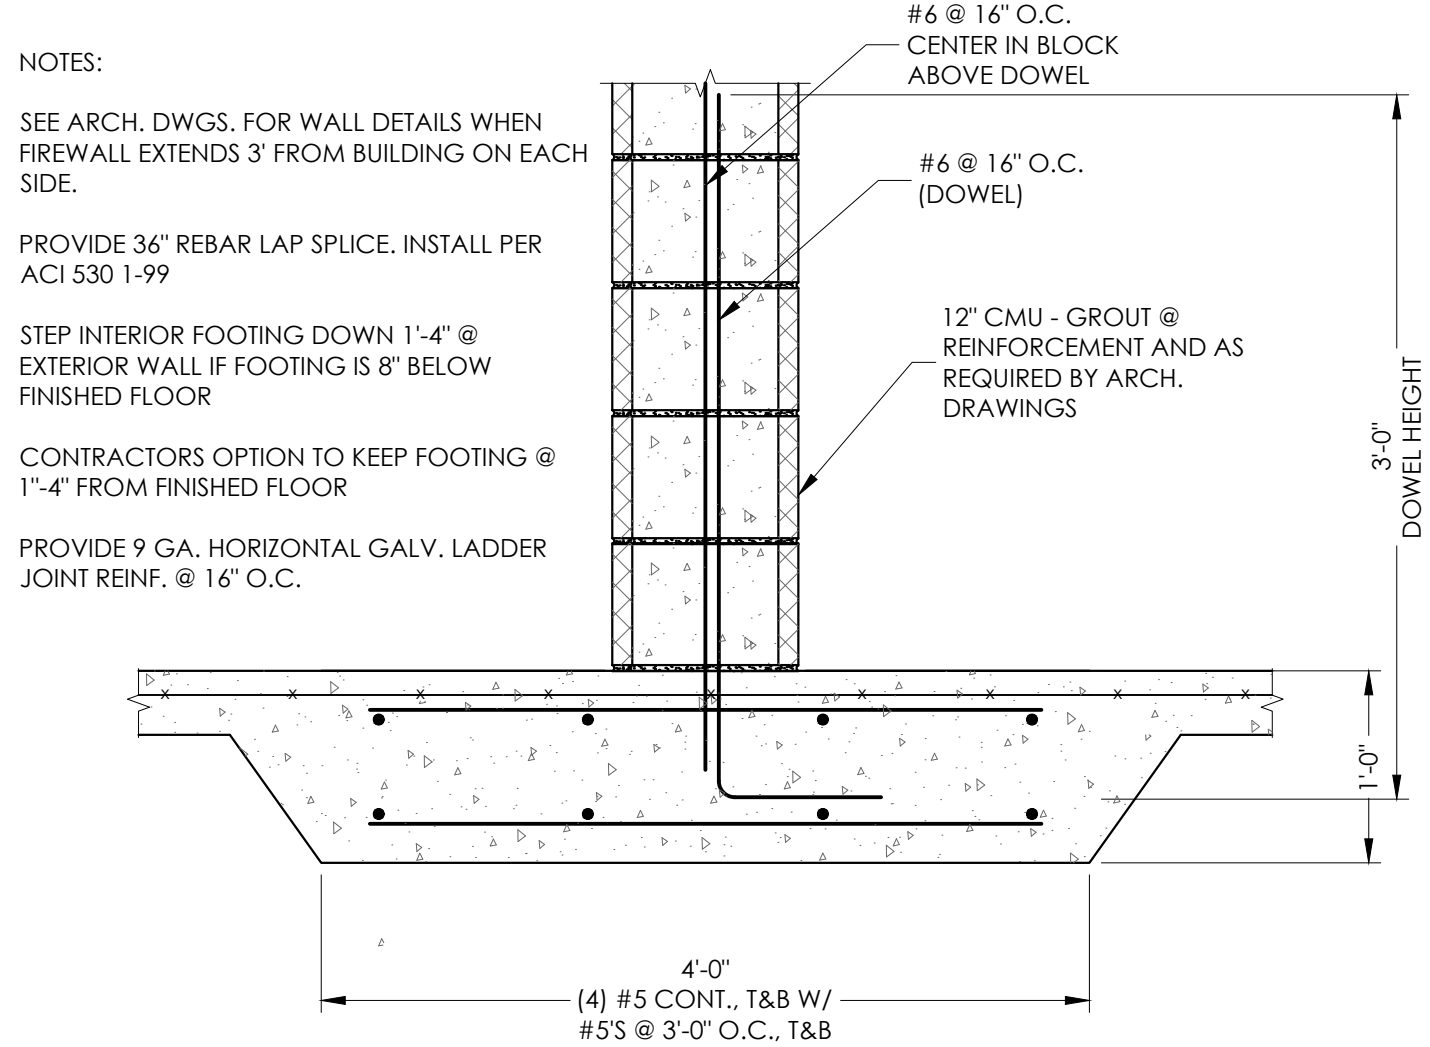 NOTES:
SEE ARCH. DWGS. FOR WALL DETAILS WHEN
FIREWALL EXTENDS 3' FROM BUILDING ON EACH
SIDE.
PROVIDE 36" REBAR LAP SPLICE. INSTALL PER
ACI 530 1-99
STEP INTERIOR FOOTING DOWN 1'-4" @
EXTERIOR WALL IF FOOTING IS 8" BELOW
FINISHED FLOOR
CONTRACTORS OPTION TO KEEP FOOTING @
1"-4" FROM FINISHED FLOOR
PROVIDE 9 GA. HORIZONTAL GALV. LADDER
JOINT REINF. @ 16" O.C.
#6 @ 16" O.C.
CENTER IN BLOCK
ABOVE DOWEL
#6 @ 16" O.C.
(DOWEL)
12" CMU - GROUT @
REINFORCEMENT AND AS
REQUIRED BY ARCH.
DRAWINGS
3'-0"
DOWEL HEIGHT
1'-0"
4'-0"
(4) #5 CONT., T&B W/
#5'S @ 3'-0" O.C., T&B